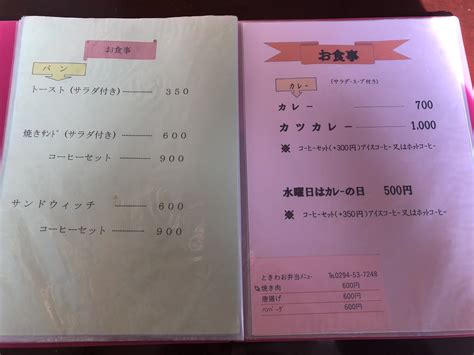 お食事
パン
トースト (サラダ付き) 350
焼きサンド (サラダ付き) 600
コーヒーセット 900
サンドウィッチ 600
コーヒーセット 900
お食事
カレー (サラダ・スープ付き)
カレー 700
カツカレー 1,000
※ コーヒーセット(+300円)アイスコーヒー又はホットコーヒー
水曜日はカレーの日 500円
※ コーヒーセット(+350円)アイスコーヒー又はホットコーヒー
ときわお弁当メニュー ℡0294-53-7248
焼き肉 600円
唐揚げ 600円
ハンバーグ 600円